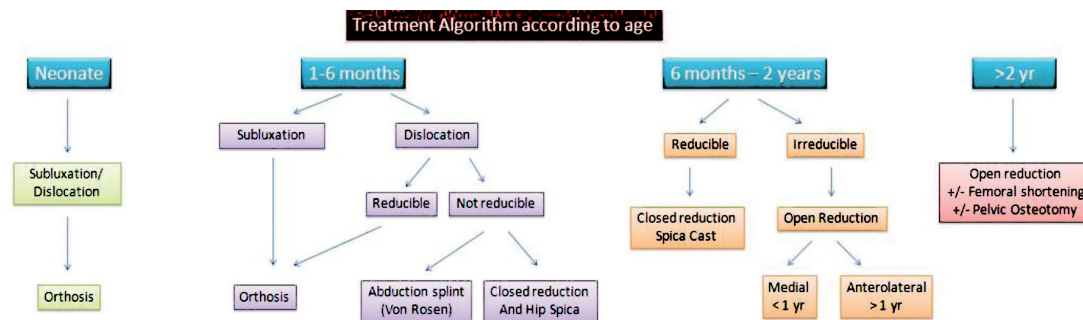 Treatment Algorithm according to age
Neonate
Subluxation/
Dislocation
Orthosis
1-6 months
Subluxation
Dislocation
Reducible
Not reducible
Orthosis
Abduction splint
(Von Rosen)
Closed reduction
And Hip Spica
6 months – 2 years
Reducible
Irreducible
Closed reduction
Spica Cast
Open Reduction
Medial
< 1 yr
Anterolateral
>1 yr
>2 yr
Open reduction
+/- Femoral shortening
+/- Pelvic Osteotomy